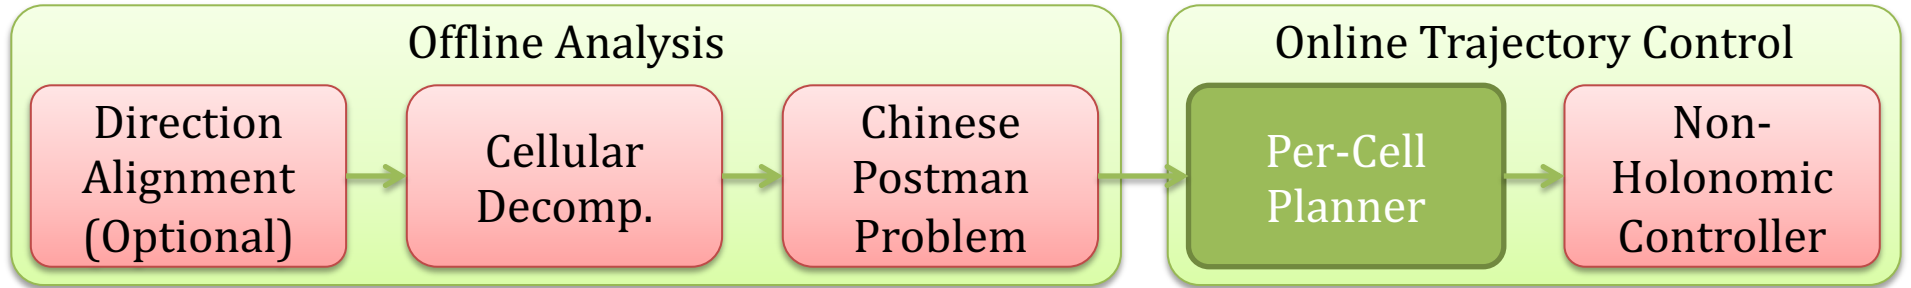 Offline Analysis
Direction
Alignment
(Optional)
Cellular
Decomp.
Chinese
Postman
Problem
Online Trajectory Control
Per-Cell
Planner
Non-
Holonomic
Controller